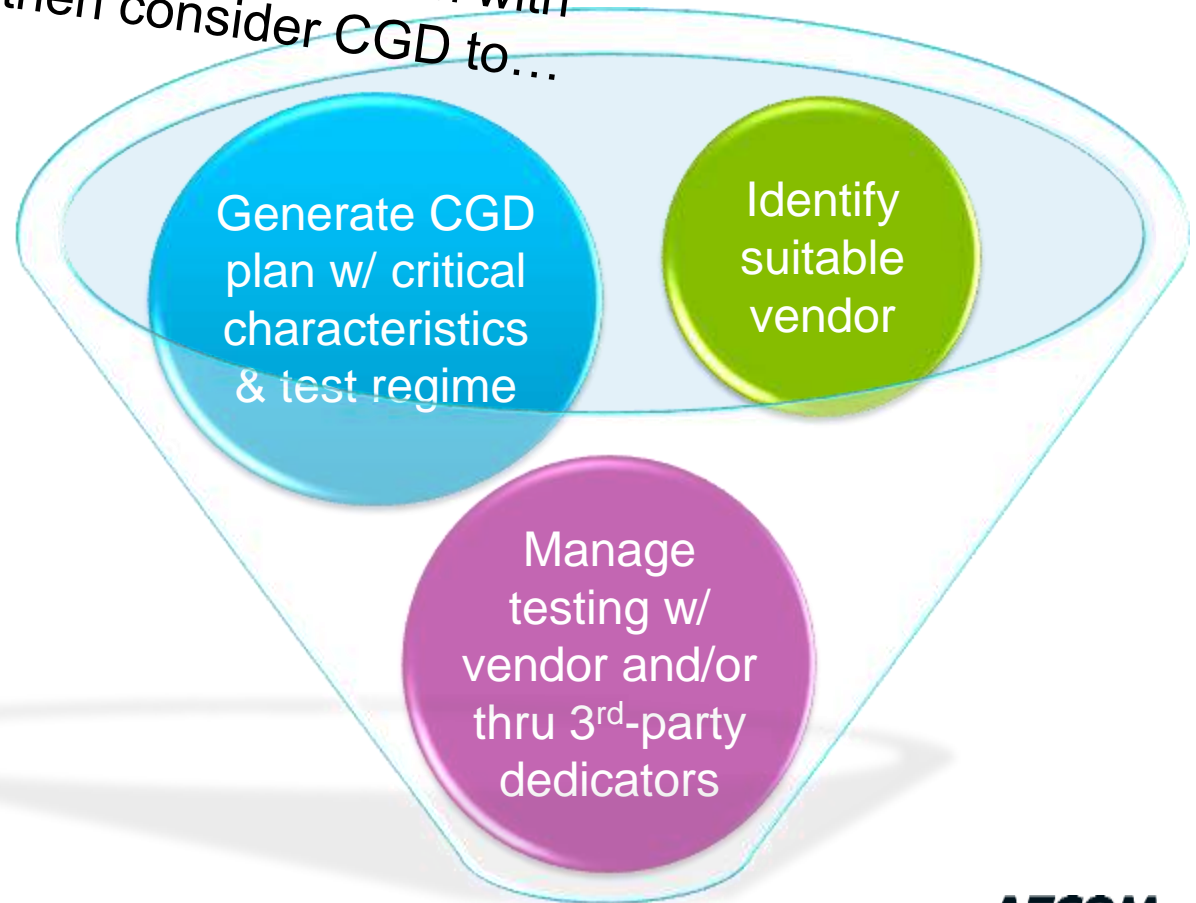 with
then consider CGD to…
Generate CGD
plan w/ critical
characteristics
& test regime
Identify
suitable
vendor
Manage
testing w/
vendor and/or
thru 3rd-party
dedicators